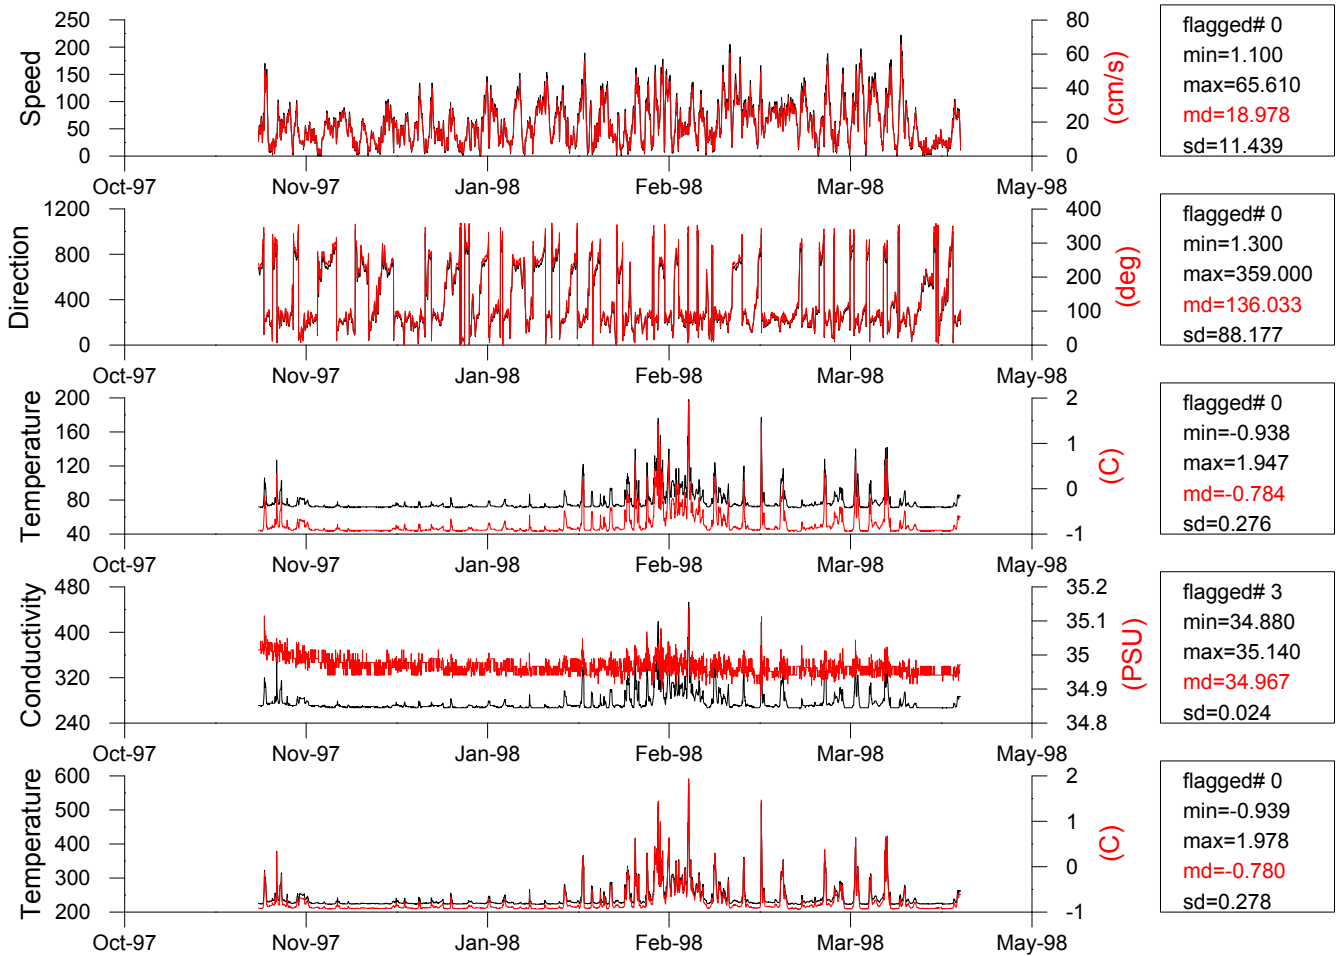 250
200
150
100
50
0
Speed
80
60
40
20
0
(cm/s)
Oct-97 Nov-97 Jan-98 Feb-98 Mar-98 May-98
flagged# 0
min=1.100
max=65.610
md=18.978
sd=11.439
1200
800
400
0
Direction
400
300
200
100
0
(deg)
Oct-97 Nov-97 Jan-98 Feb-98 Mar-98 May-98
flagged# 0
min=1.300
max=359.000
md=136.033
sd=88.177
200
160
120
80
40
Temperature
2
1
0
-1
(C)
Oct-97 Nov-97 Jan-98 Feb-98 Mar-98 May-98
flagged# 0
min=-0.938
max=1.947
md=-0.784
sd=0.276
480
400
320
240
Conductivity
35.2
35.1
35
34.9
34.8
(PSU)
Oct-97 Nov-97 Jan-98 Feb-98 Mar-98 May-98
flagged# 3
min=34.880
max=35.140
md=34.967
sd=0.024
600
500
400
300
200
Temperature
2
1
0
-1
(C)
Oct-97 Nov-97 Jan-98 Feb-98 Mar-98 May-98
flagged# 0
min=-0.939
max=1.978
md=-0.780
sd=0.278